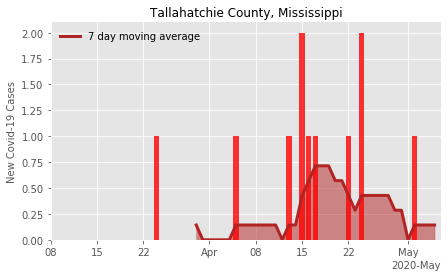 Tallahatchie County, Mississippi
7 day moving average
New Covid-19 Cases
2.00
1.75
1.50
1.25
1.00
0.75
0.50
0.25
0.00
08 15 22 Apr 08 15 22 May
2020-May